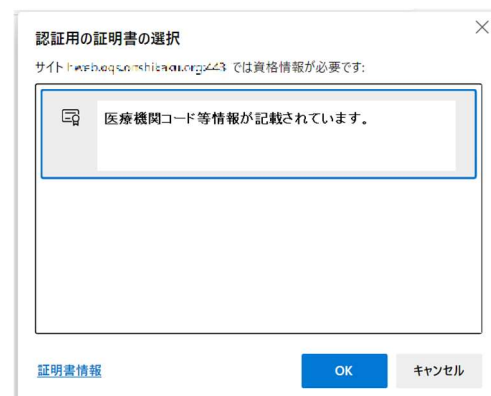 認証用の証明書の選択
サイト では資格情報が必要です:
医療機関コード等情報が記載されています。
証明書情報
OK
キャンセル